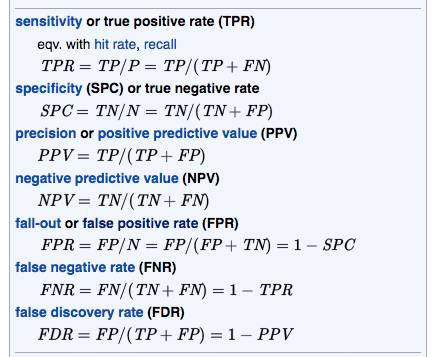 sensitivity or true positive rate (TPR)
eqv. with hit rate, recall
TPR = TP/P = TP/(TP + FN)
specificity (SPC) or true negative rate
SPC = TN/N = TN/(TN + FP)
precision or positive predictive value (PPV)
PPV = TP/(TP + FP)
negative predictive value (NPV)
NPV = TN/(TN + FN)
fall-out or false positive rate (FPR)
FPR = FP/N = FP/(FP + TN) = 1 − SPC
false negative rate (FNR)
FNR = FN/(TN + FN) = 1 − TPR
false discovery rate (FDR)
FDR = FP/(TP + FP) = 1 − PPV